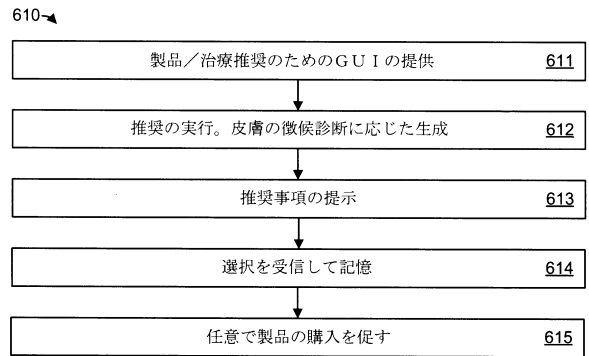 610
製品／治療推奨のためのＧＵＩの提供 611
推奨の実行。皮膚の徴候診断に応じた生成 612
推奨事項の提示 613
選択を受信して記憶 614
任意で製品の購入を促す 615